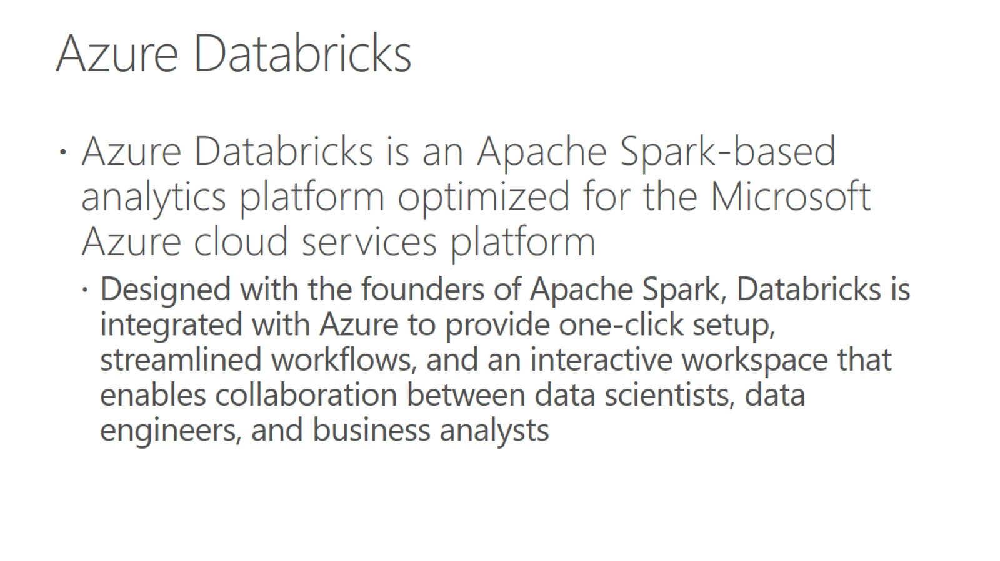 Azure Databricks
• Azure Databricks is an Apache Spark-based
analytics platform optimized for the Microsoft
Azure cloud services platform
• Designed with the founders of Apache Spark, Databricks is
integrated with Azure to provide one-click setup,
streamlined workflows, and an interactive workspace that
enables collaboration between data scientists, data
engineers, and business analysts